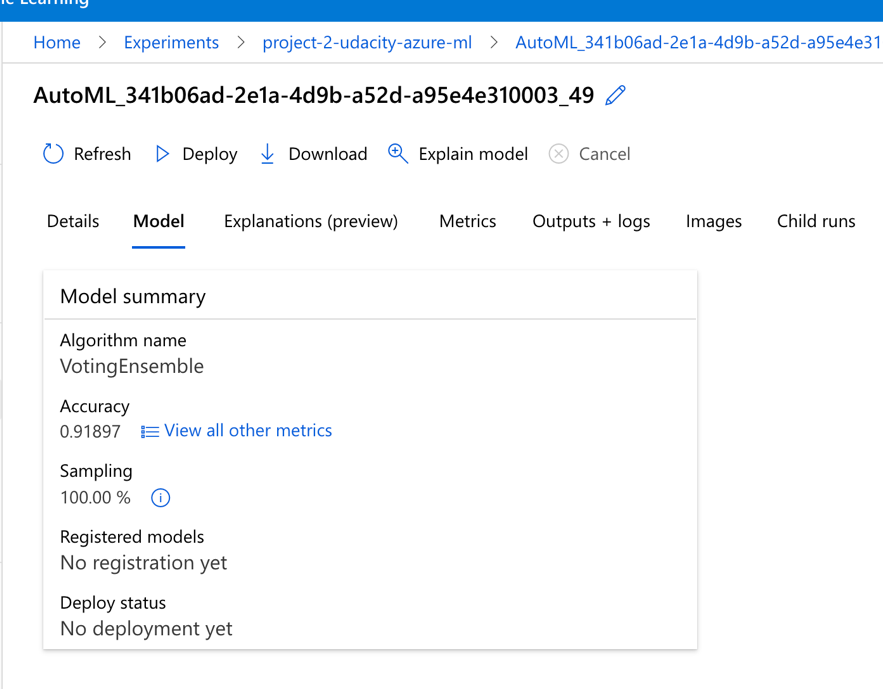 Learning
Home > Experiments > project-2-udacity-azure-ml > AutoML_341b06ad-2e1a-4d9b-a52d-a95e4e31
AutoML_341b06ad-2e1a-4d9b-a52d-a95e4e310003_49
Refresh Deploy Download Explain model Cancel
Details Model Explanations (preview) Metrics Outputs + logs Images Child runs
Model summary
Algorithm name
VotingEnsemble
Accuracy
0.91897 View all other metrics
Sampling
100.00 %
Registered models
No registration yet
Deploy status
No deployment yet